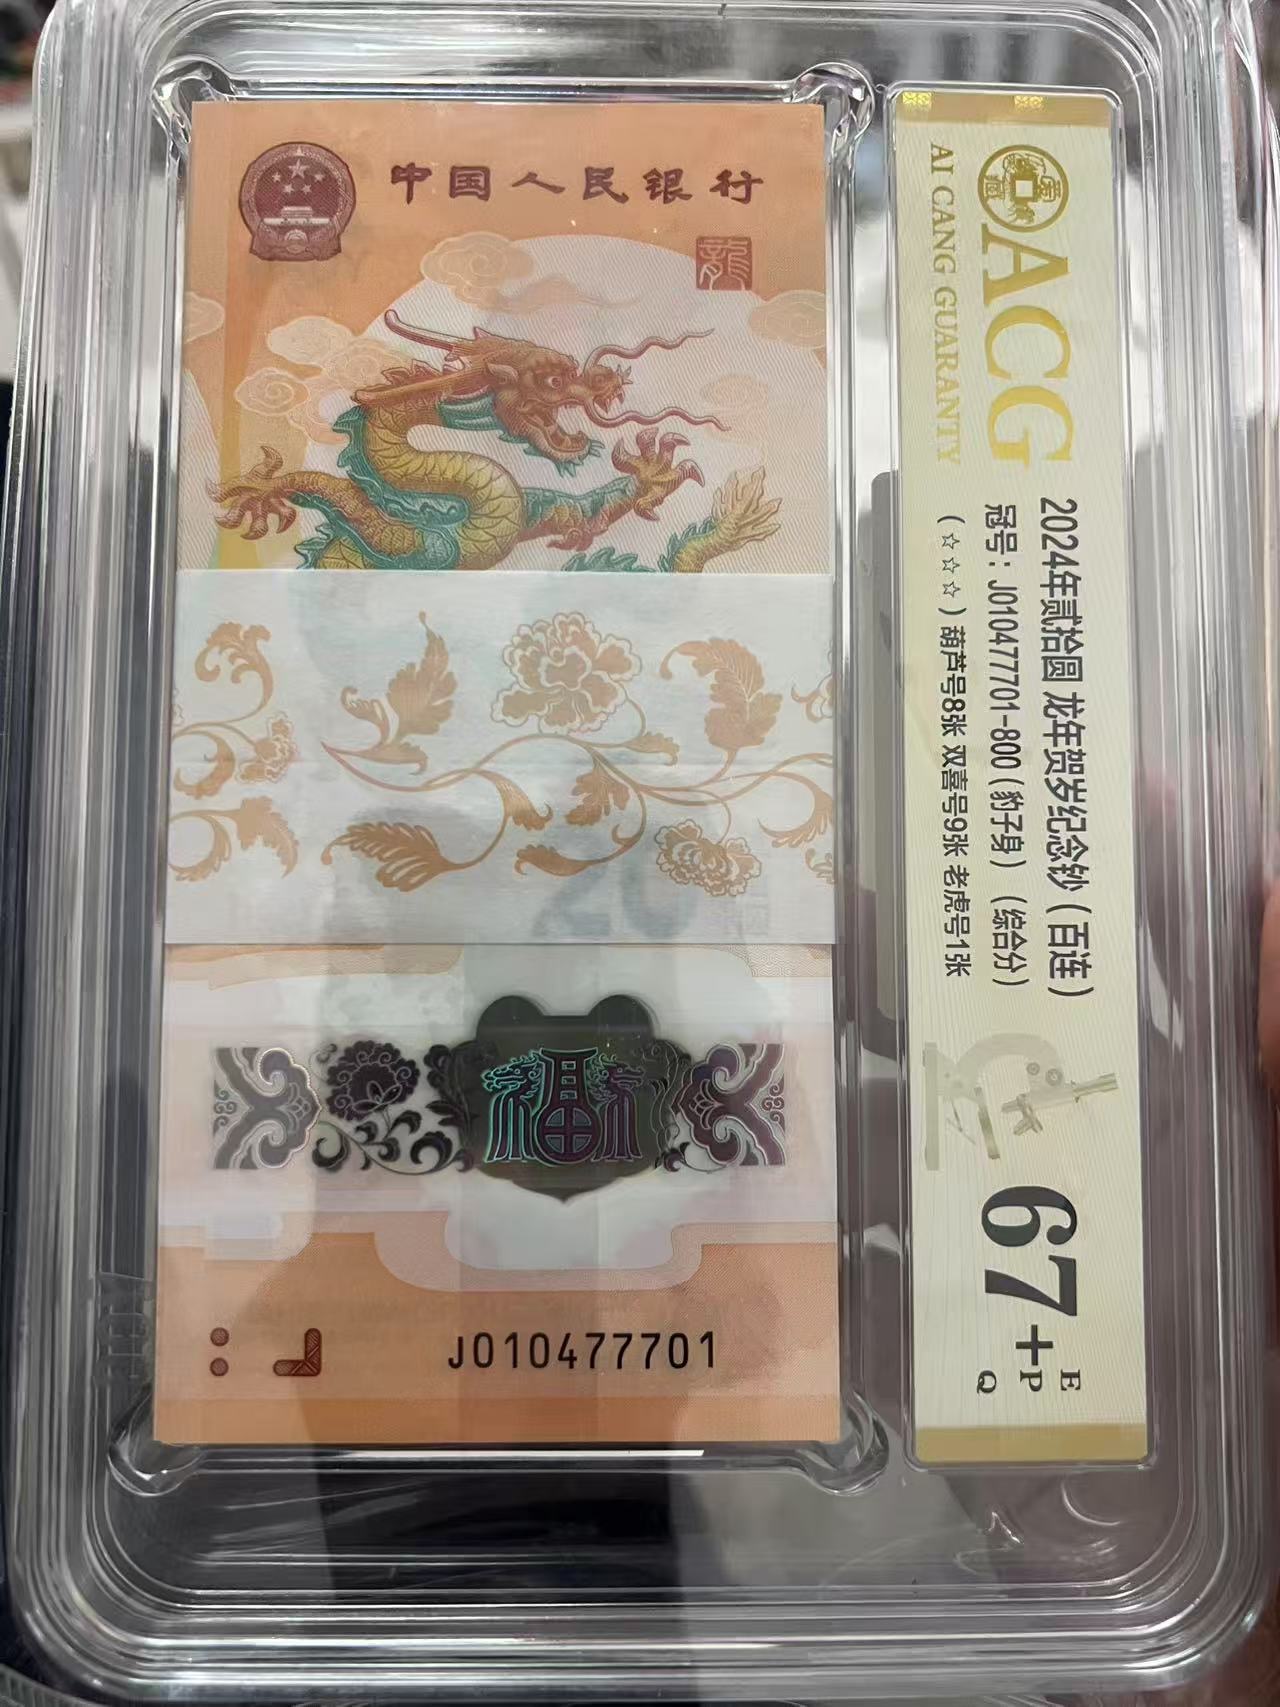 中国人民银行
龍
福
J010477701
ACG
AI CANG GUARANTY
2024年贰拾圆 龙年贺岁纪念钞（百连）
冠号：J010477701-800（豹子身）（综合分）
（☆☆☆）葫芦号8张 双喜号9张 老虎号1张
67+
E
P
Q